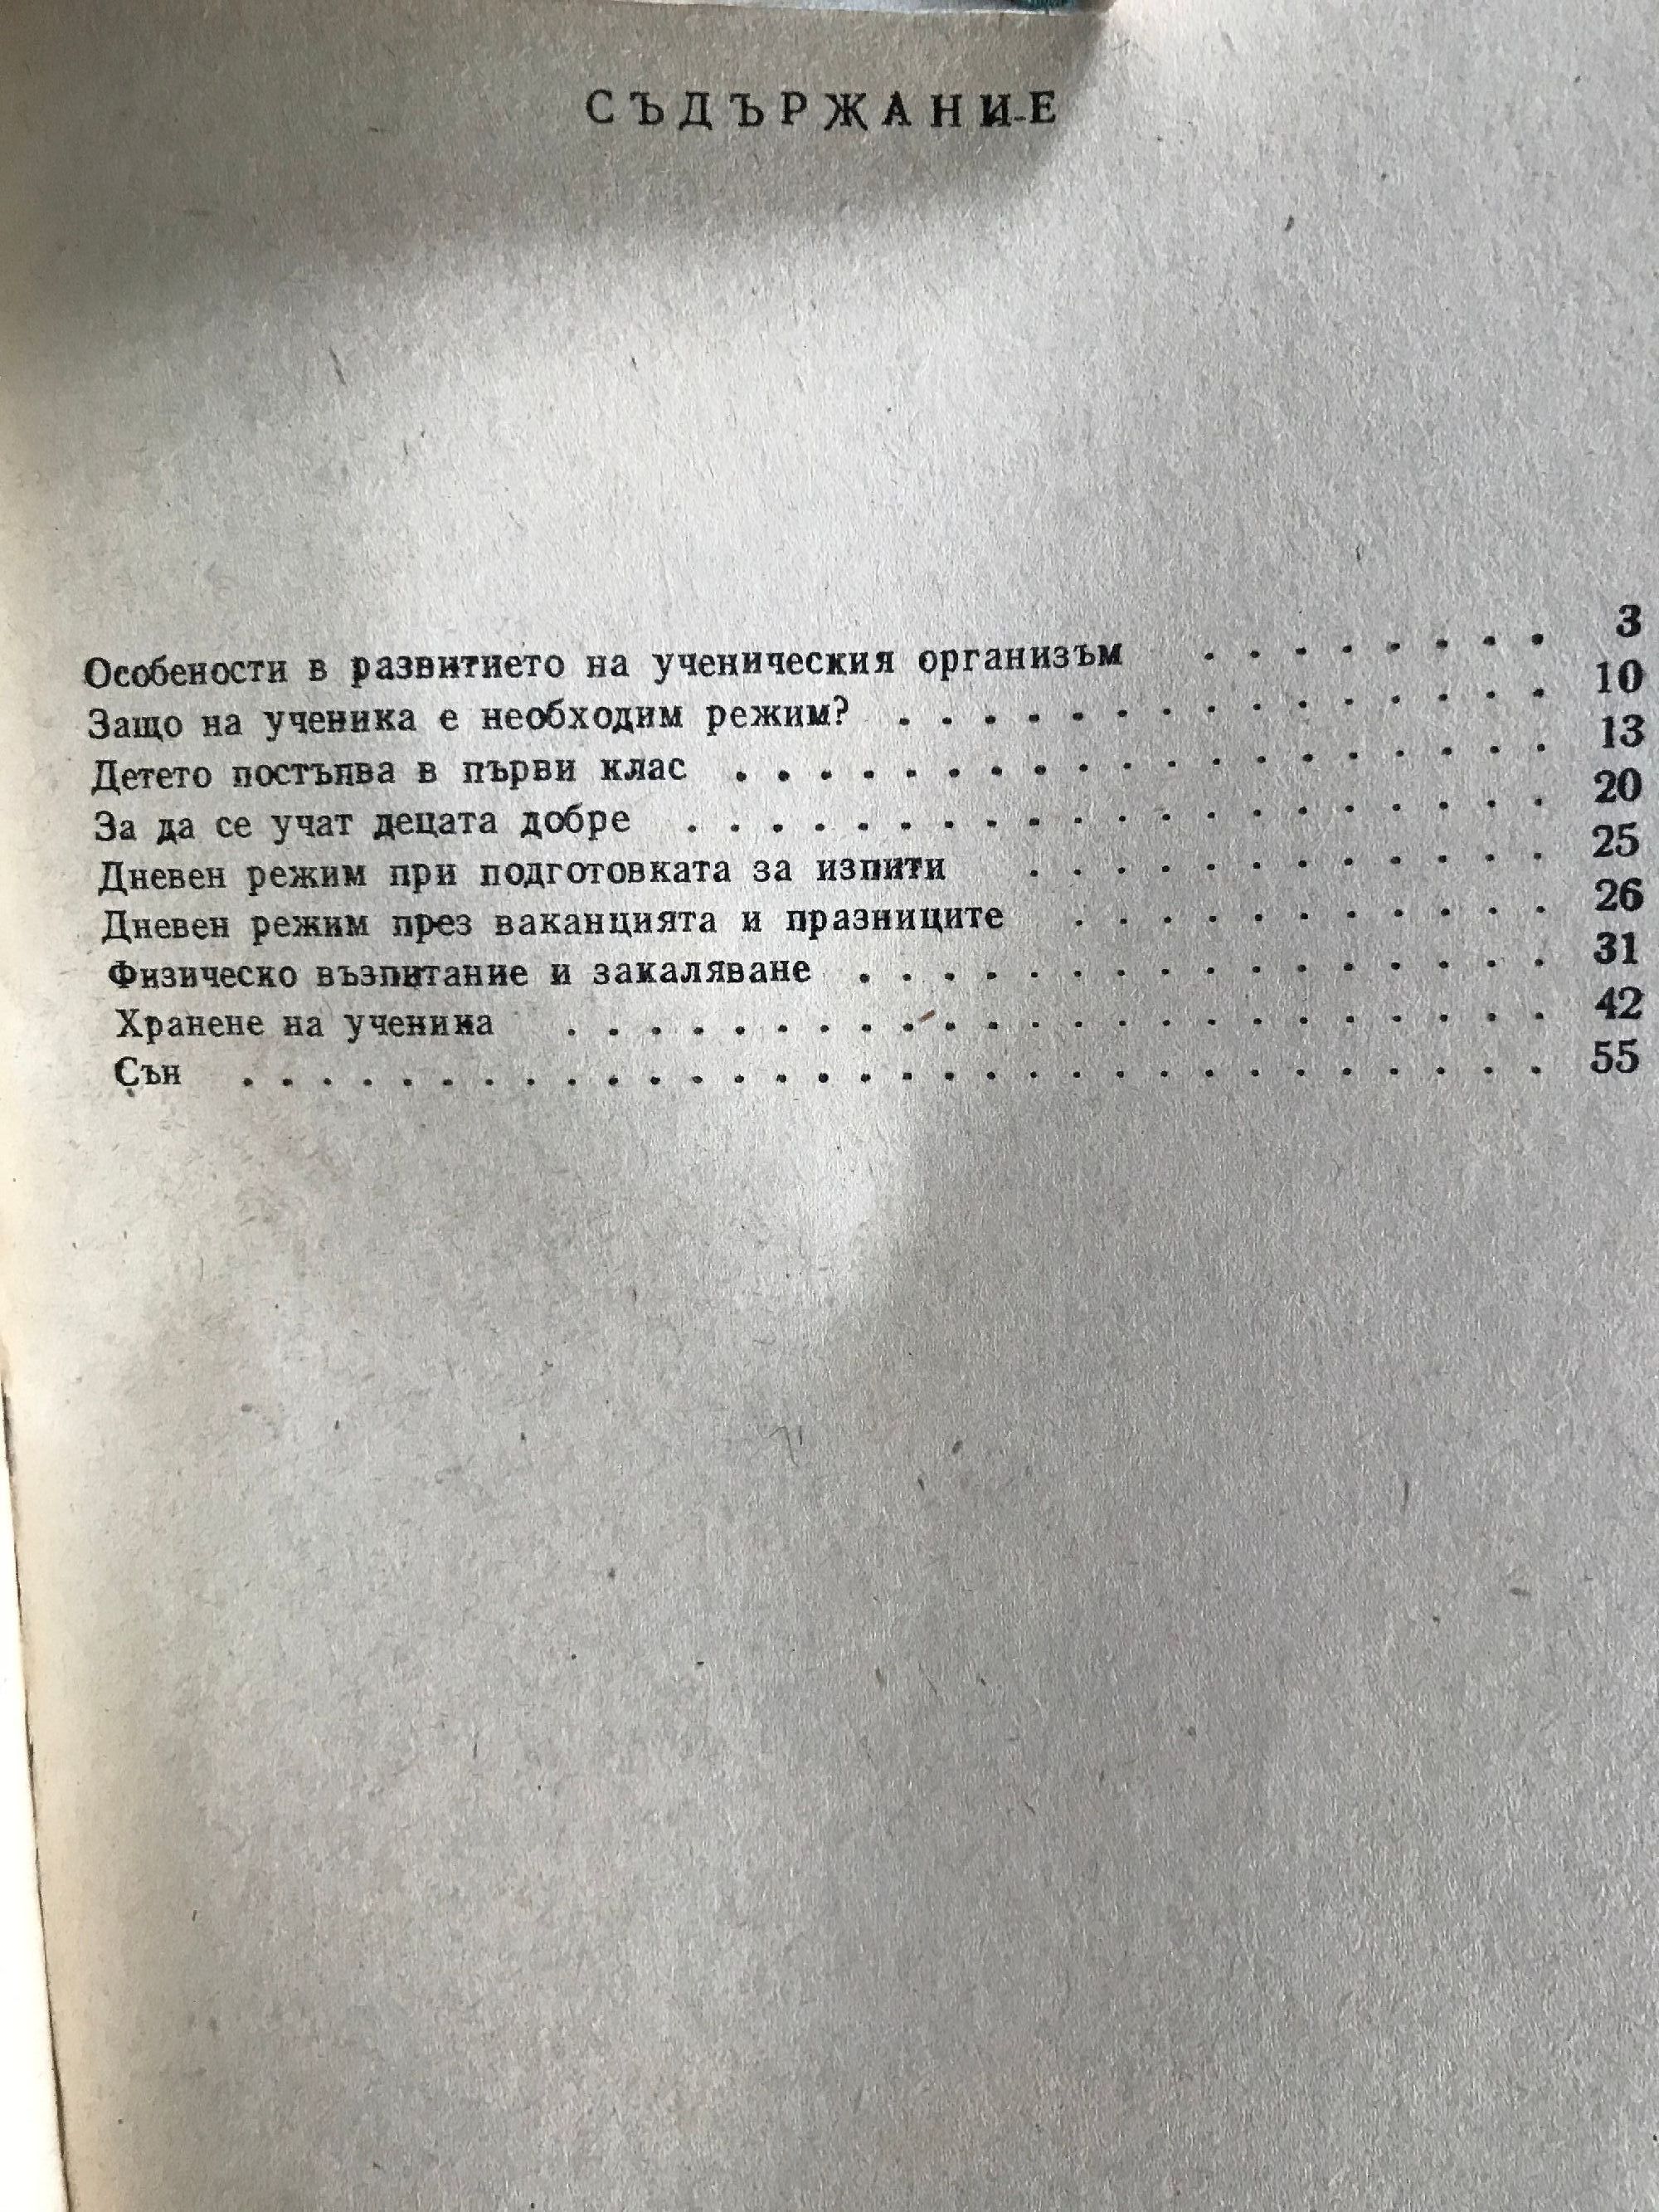 СЪДЪРЖАНИЕ
Особености в развитието на ученическия организъм . . . . . . . . 3
Защо на ученика е необходим режим? . . . . . . . . . . . . . . . 10
Детето постъпва в първи клас . . . . . . . . . . . . . . . . . . . 13
За да се учат децата добре . . . . . . . . . . . . . . . . . . . . 20
Дневен режим при подготовката за изпити . . . . . . . . . . . . 25
Дневен режим през ваканцията и празниците . . . . . . . . . . . 26
Физическо възпитание и закаляване . . . . . . . . . . . . . . . . 31
Хранене на ученика . . . . . . . . . . . . . . . . . . . . . . . 42
Сън . . . . . . . . . . . . . . . . . . . . . . . . . . . . . . 55